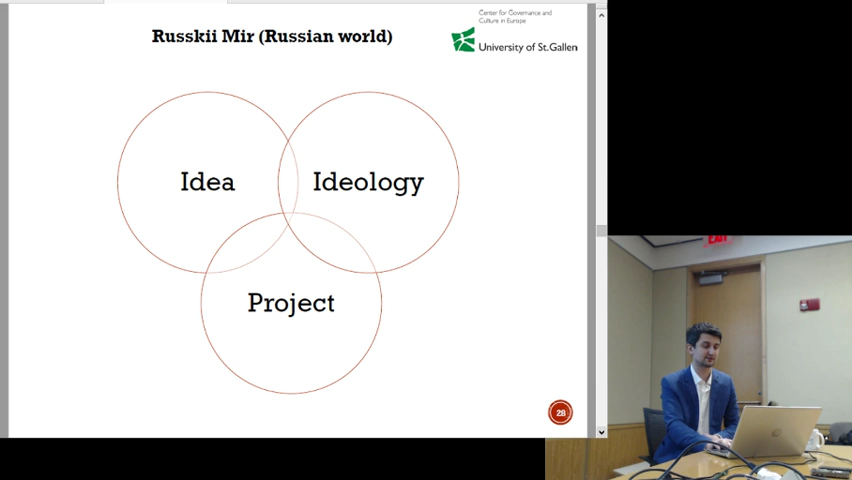 Russkii Mir (Russian world)
Center for Governance and
Culture in Europe
University of St.Gallen
Idea
Ideology
Project
28
EXIT